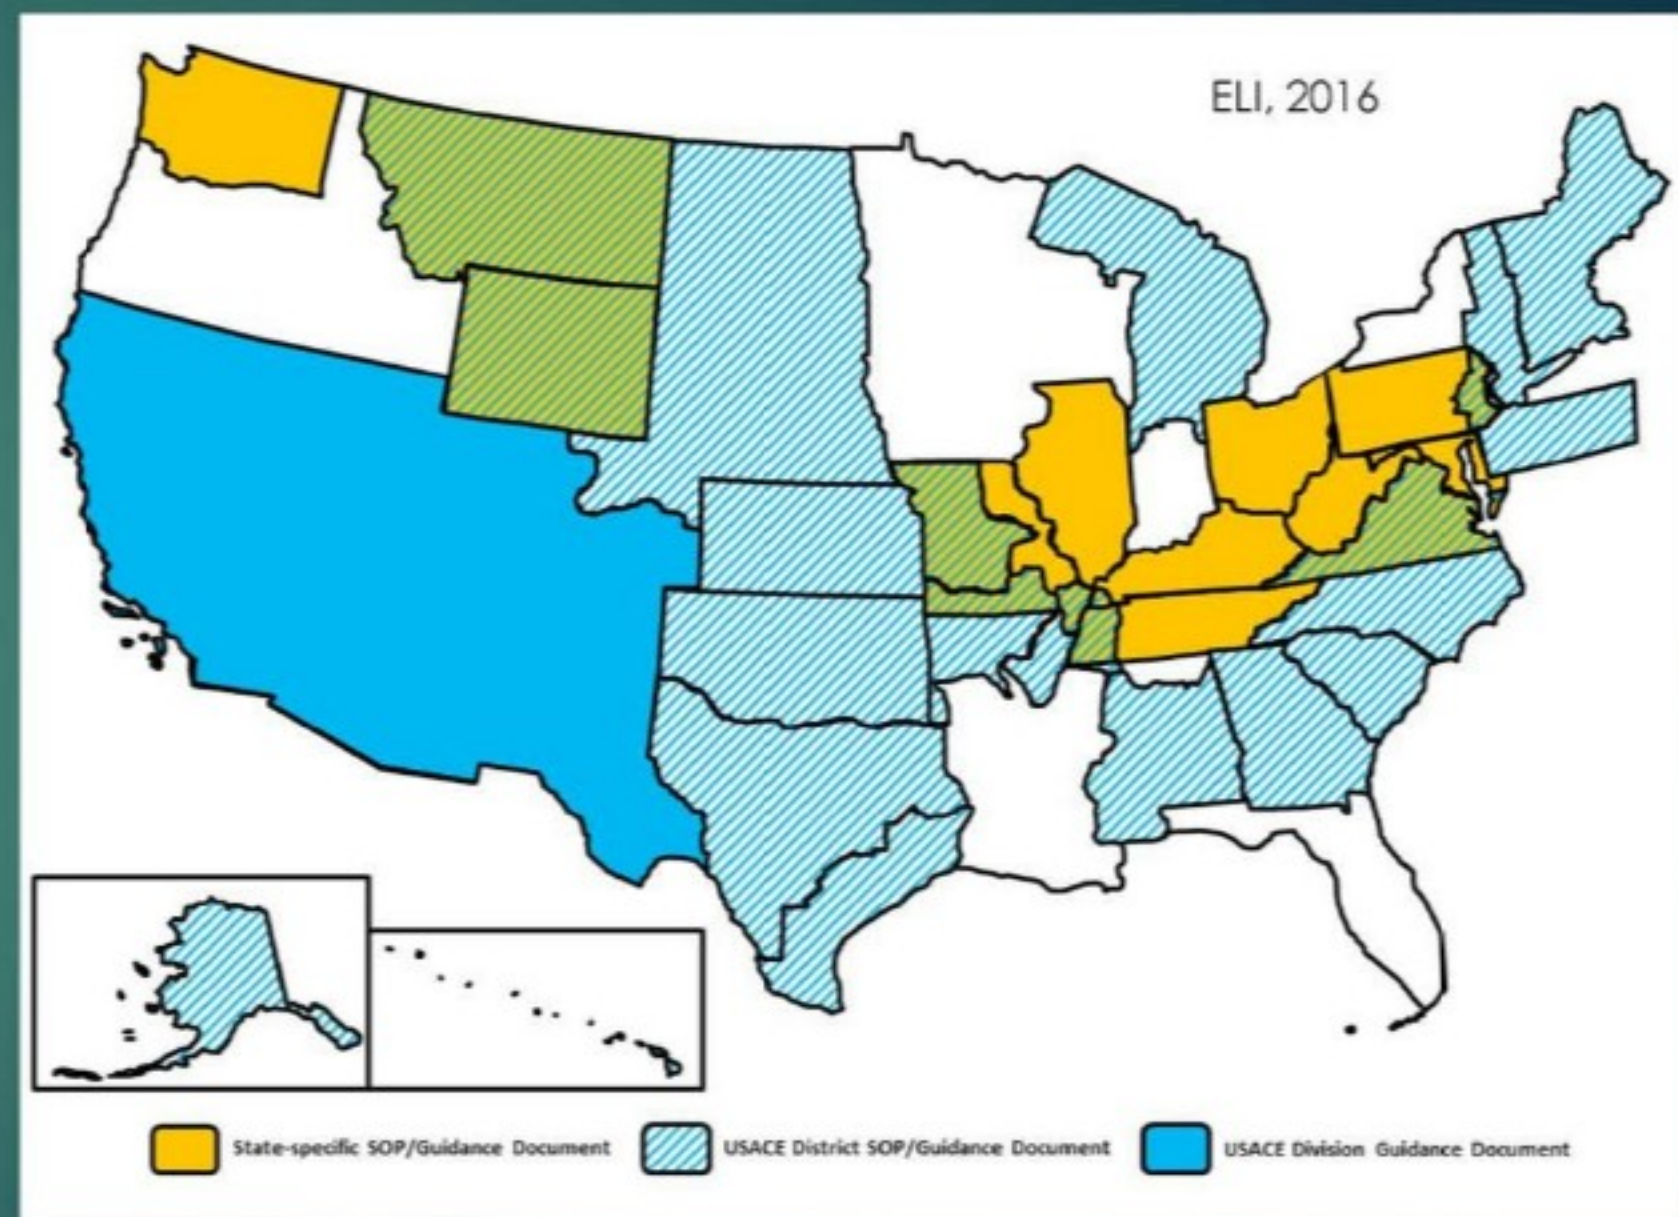 ELI, 2016
State-specific SOP/Guidance Document
USACE District SOP/Guidance Document
USACE Division Guidance Document